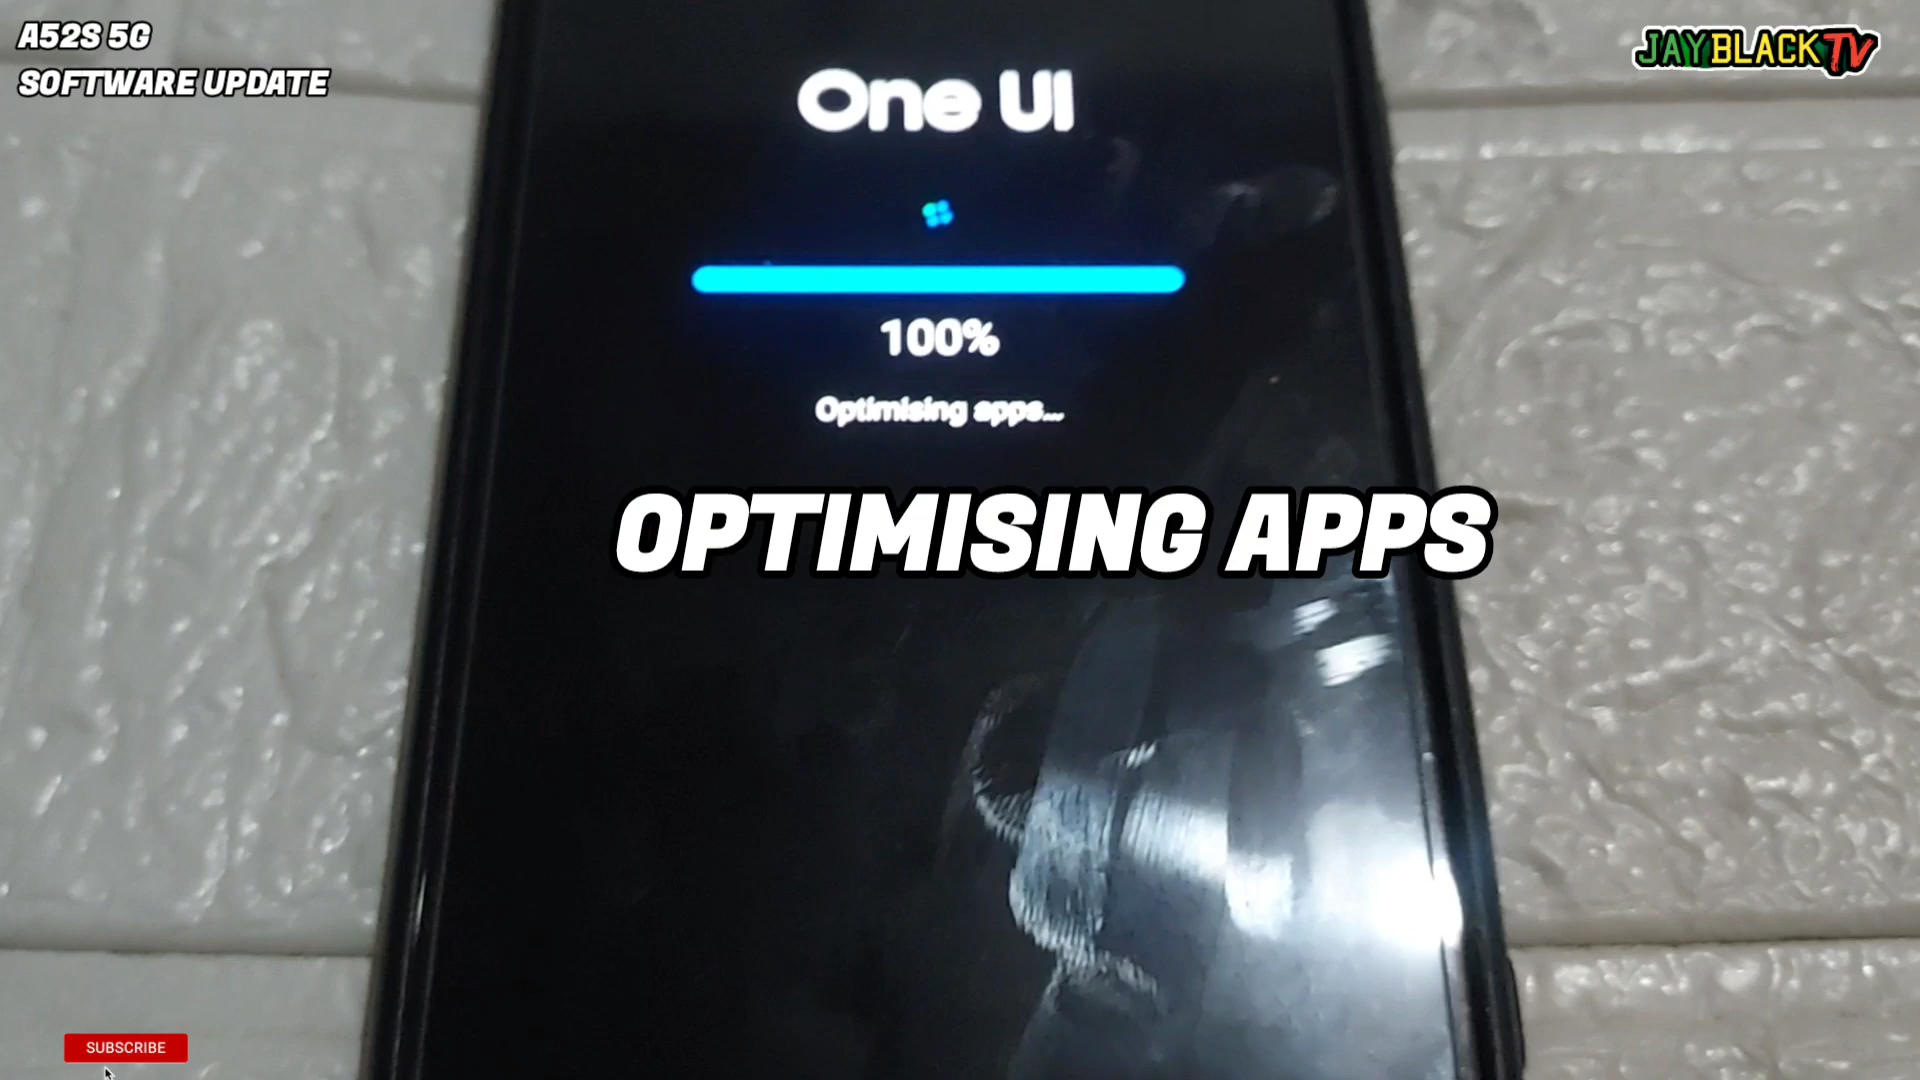 A52S 5G
SOFTWARE UPDATE
JAYBLACKTV
One UI
100%
Optimising apps...
OPTIMISING APPS
SUBSCRIBE